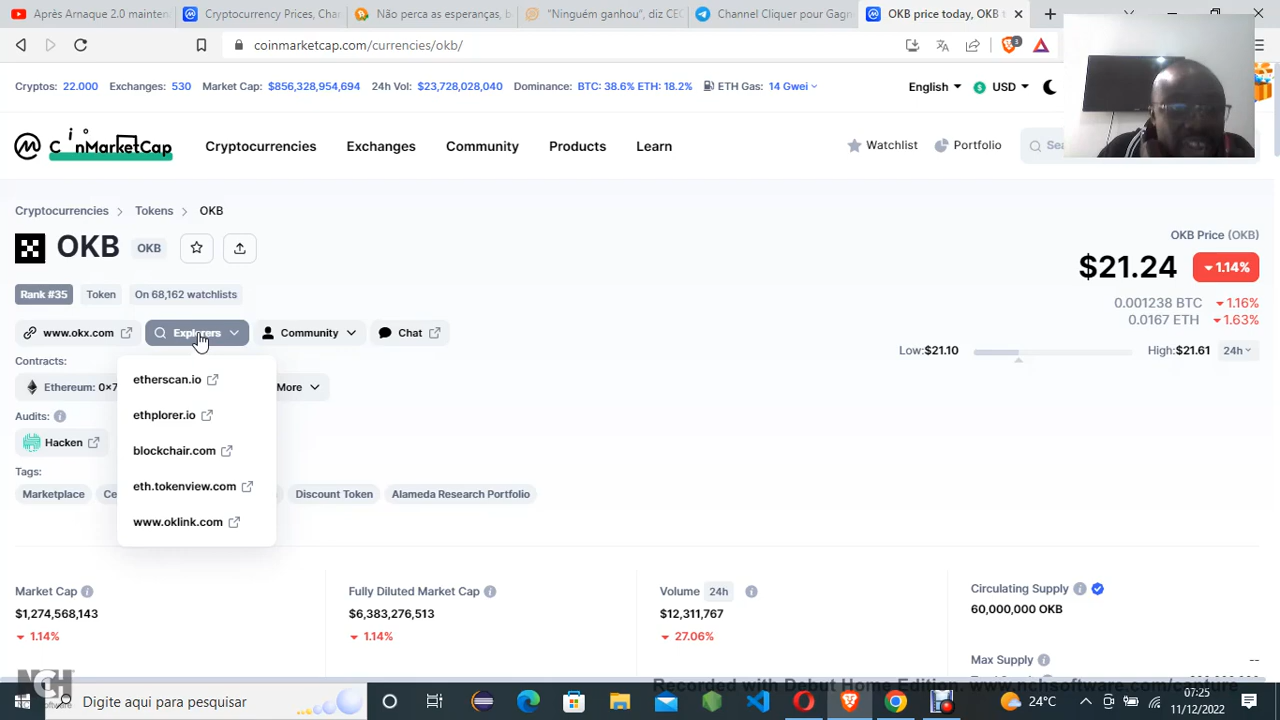 Après Arnaque 2.0 mainten
Cryptocurrency Prices, Char
Não perca as esperanças, b
“Ninguém ganhou”, diz CEO
Channel Cliquer pour Gagn
OKB price today, OKB t
coinmarketcap.com/currencies/okb/
3
Cryptos: 22.000 Exchanges: 530 Market Cap: $856,328,954,694 24h Vol: $23,728,028,040 Dominance: BTC: 38.6% ETH: 18.2% ETH Gas: 14 Gwei
English USD
CoinMarketCap
Cryptocurrencies Exchanges Community Products Learn
Watchlist Portfolio Sea
Cryptocurrencies > Tokens > OKB
OKB OKB
OKB Price (OKB)
$21.24 1.14%
Rank #35 Token On 68,162 watchlists
0.001238 BTC 1.16%
0.0167 ETH 1.63%
www.okx.com Explorers Community Chat
Low: $21.10 High: $21.61 24h
Contracts:
Ethereum: 0x7 More
etherscan.io
ethplorer.io
blockchair.com
eth.tokenview.com
www.oklink.com
Audits:
Hacken
Tags:
Marketplace Ce Discount Token Alameda Research Portfolio
Market Cap
$1,274,568,143
1.14%
Fully Diluted Market Cap
$6,383,276,513
1.14%
Volume 24h
$12,311,767
27.06%
Circulating Supply
60,000,000 OKB
Max Supply --
NCH
Software
Recorded with Debut Home Edition. www.nchsoftware.com/capture
Digite aqui para pesquisar
24°C
07:25
11/12/2022